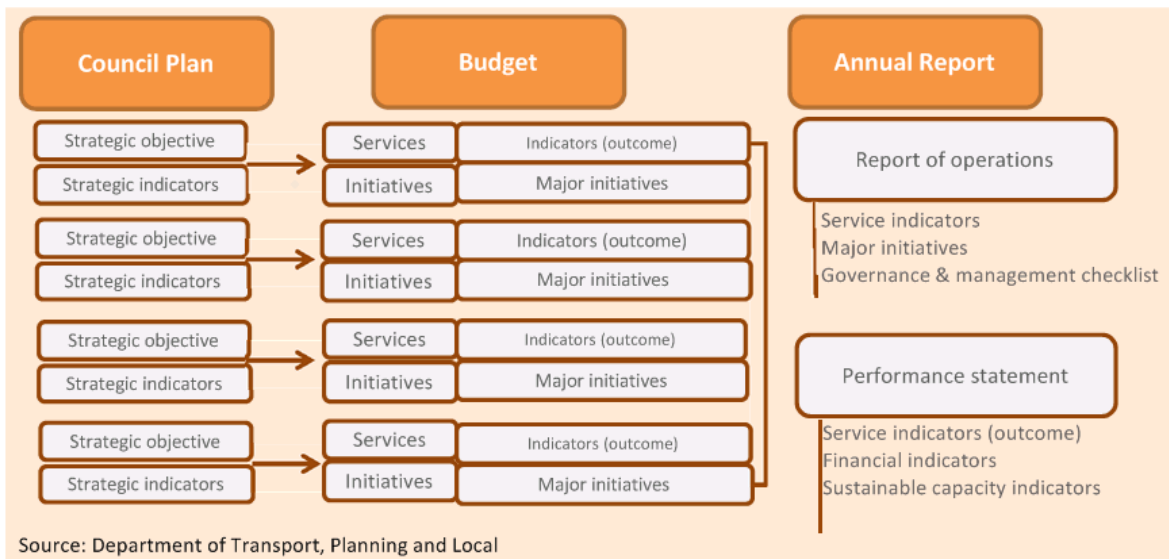 Council Plan
Budget
Annual Report
Strategic objective
Strategic indicators
Services
Indicators (outcome)
Initiatives
Major initiatives
Strategic objective
Strategic indicators
Services
Indicators (outcome)
Initiatives
Major initiatives
Strategic objective
Strategic indicators
Services
Indicators (outcome)
Initiatives
Major initiatives
Strategic objective
Strategic indicators
Services
Indicators (outcome)
Initiatives
Major initiatives
Report of operations
Service indicators
Major initiatives
Governance & management checklist
Performance statement
Service indicators (outcome)
Financial indicators
Sustainable capacity indicators
Source: Department of Transport, Planning and Local